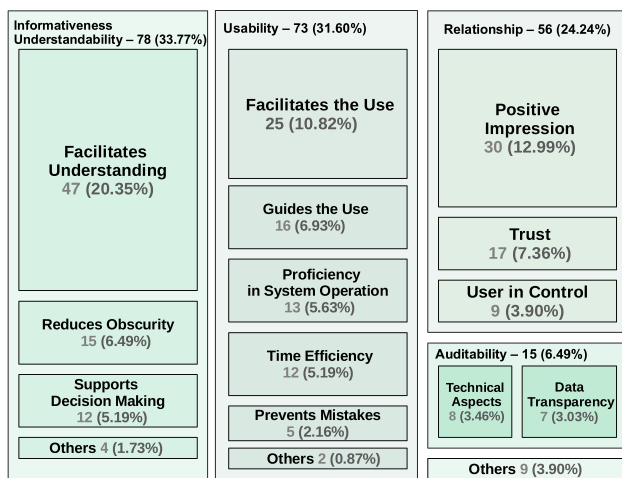 Informativeness
Understandability – 78 (33.77%)
Facilitates
Understanding
47 (20.35%)
Reduces Obscurity
15 (6.49%)
Supports
Decision Making
12 (5.19%)
Others 4 (1.73%)
Usability – 73 (31.60%)
Facilitates the Use
25 (10.82%)
Guides the Use
16 (6.93%)
Proficiency
in System Operation
13 (5.63%)
Time Efficiency
12 (5.19%)
Prevents Mistakes
5 (2.16%)
Others 2 (0.87%)
Relationship – 56 (24.24%)
Positive
Impression
30 (12.99%)
Trust
17 (7.36%)
User in Control
9 (3.90%)
Auditability – 15 (6.49%)
Technical
Aspects
8 (3.46%)
Data
Transparency
7 (3.03%)
Others 9 (3.90%)